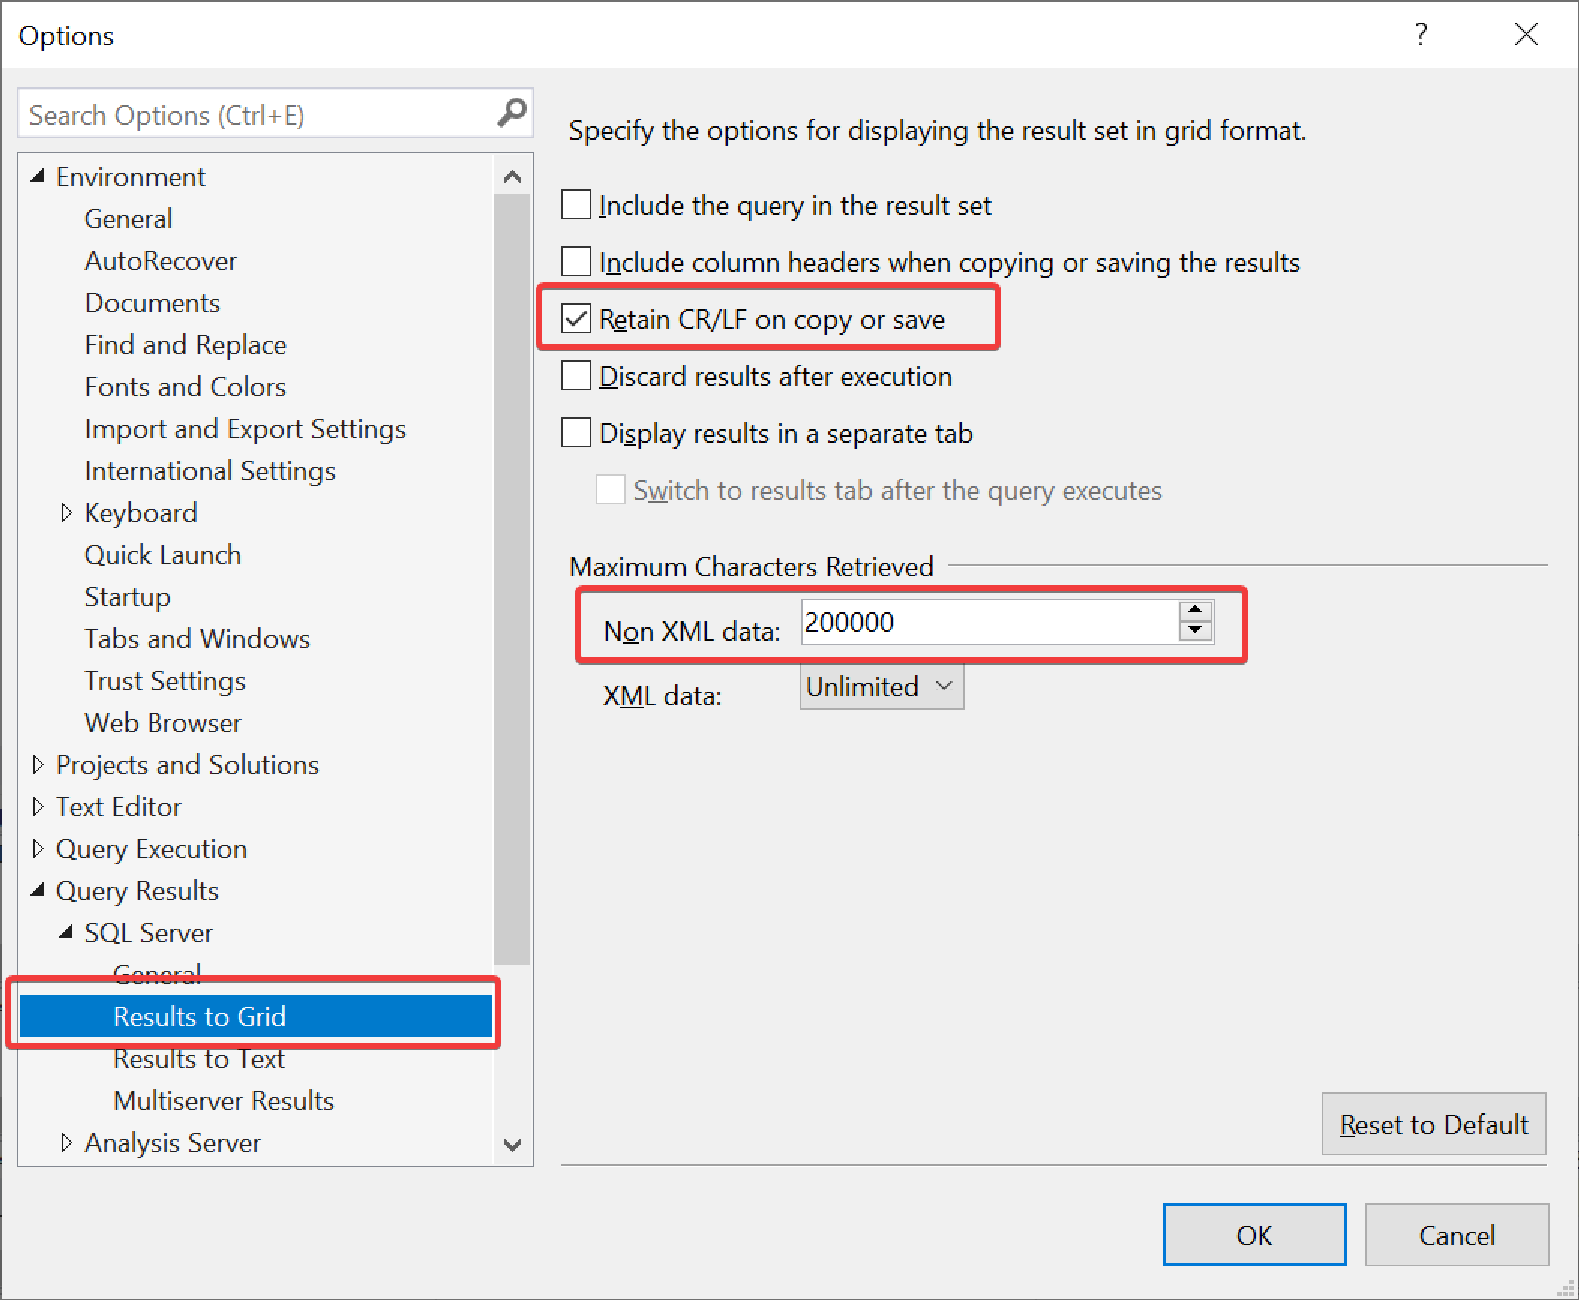 Options
?
Search Options (Ctrl+E)
Environment
General
AutoRecover
Documents
Find and Replace
Fonts and Colors
Import and Export Settings
International Settings
Keyboard
Quick Launch
Startup
Tabs and Windows
Trust Settings
Web Browser
Projects and Solutions
Text Editor
Query Execution
Query Results
SQL Server
General
Results to Grid
Results to Text
Multiserver Results
Analysis Server
Specify the options for displaying the result set in grid format.
Include the query in the result set
Include column headers when copying or saving the results
Retain CR/LF on copy or save
Discard results after execution
Display results in a separate tab
Switch to results tab after the query executes
Maximum Characters Retrieved
Non XML data: 200000
XML data: Unlimited
Reset to Default
OK Cancel